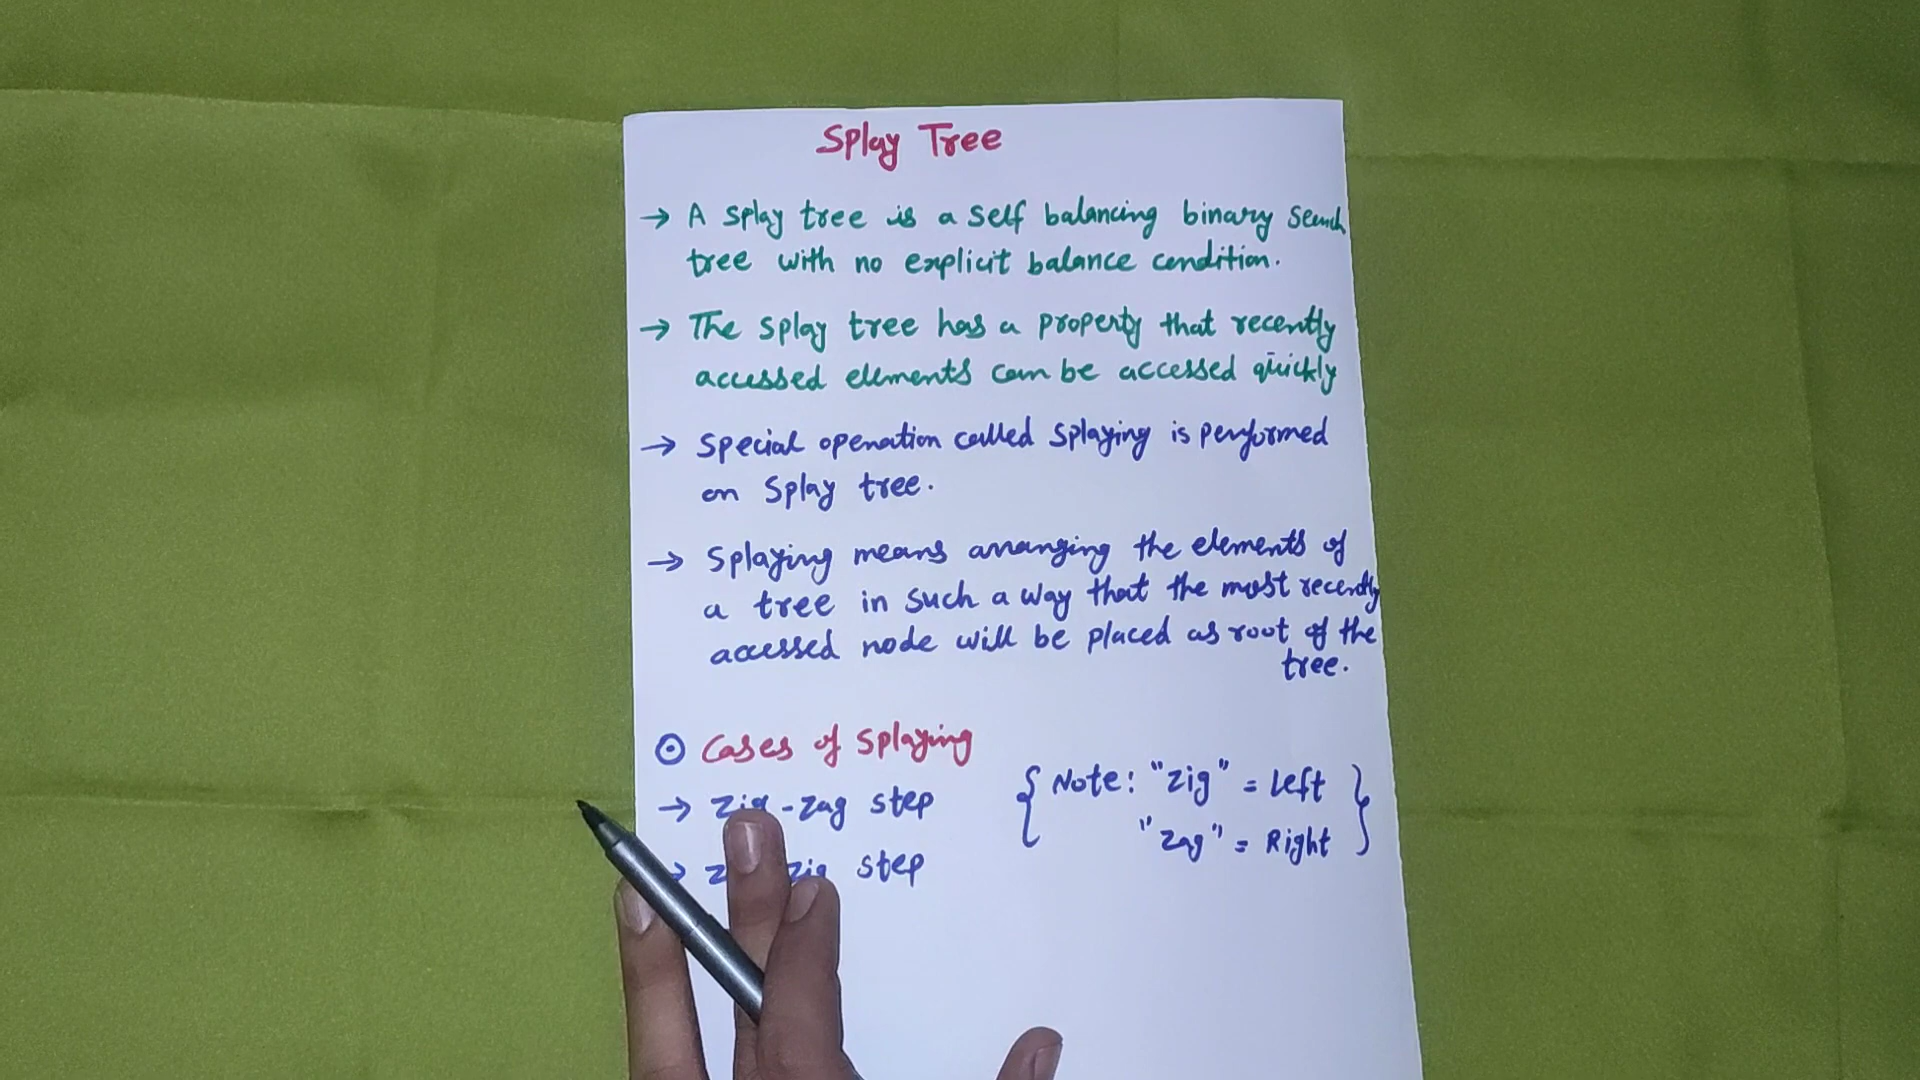 Splay Tree
→ A splay tree is a self balancing binary search
tree with no explicit balance condition.
→ The splay tree has a property that recently
accessed elements can be accessed quickly
→ Special operation called splaying is performed
on splay tree.
→ Splaying means arranging the elements of
a tree in such a way that the most recently
accessed node will be placed as root of the
tree.
⊙ Cases of Splaying
→ Zig-Zag step
→ zig step
{ Note: "Zig" = Left
"Zag" = Right }